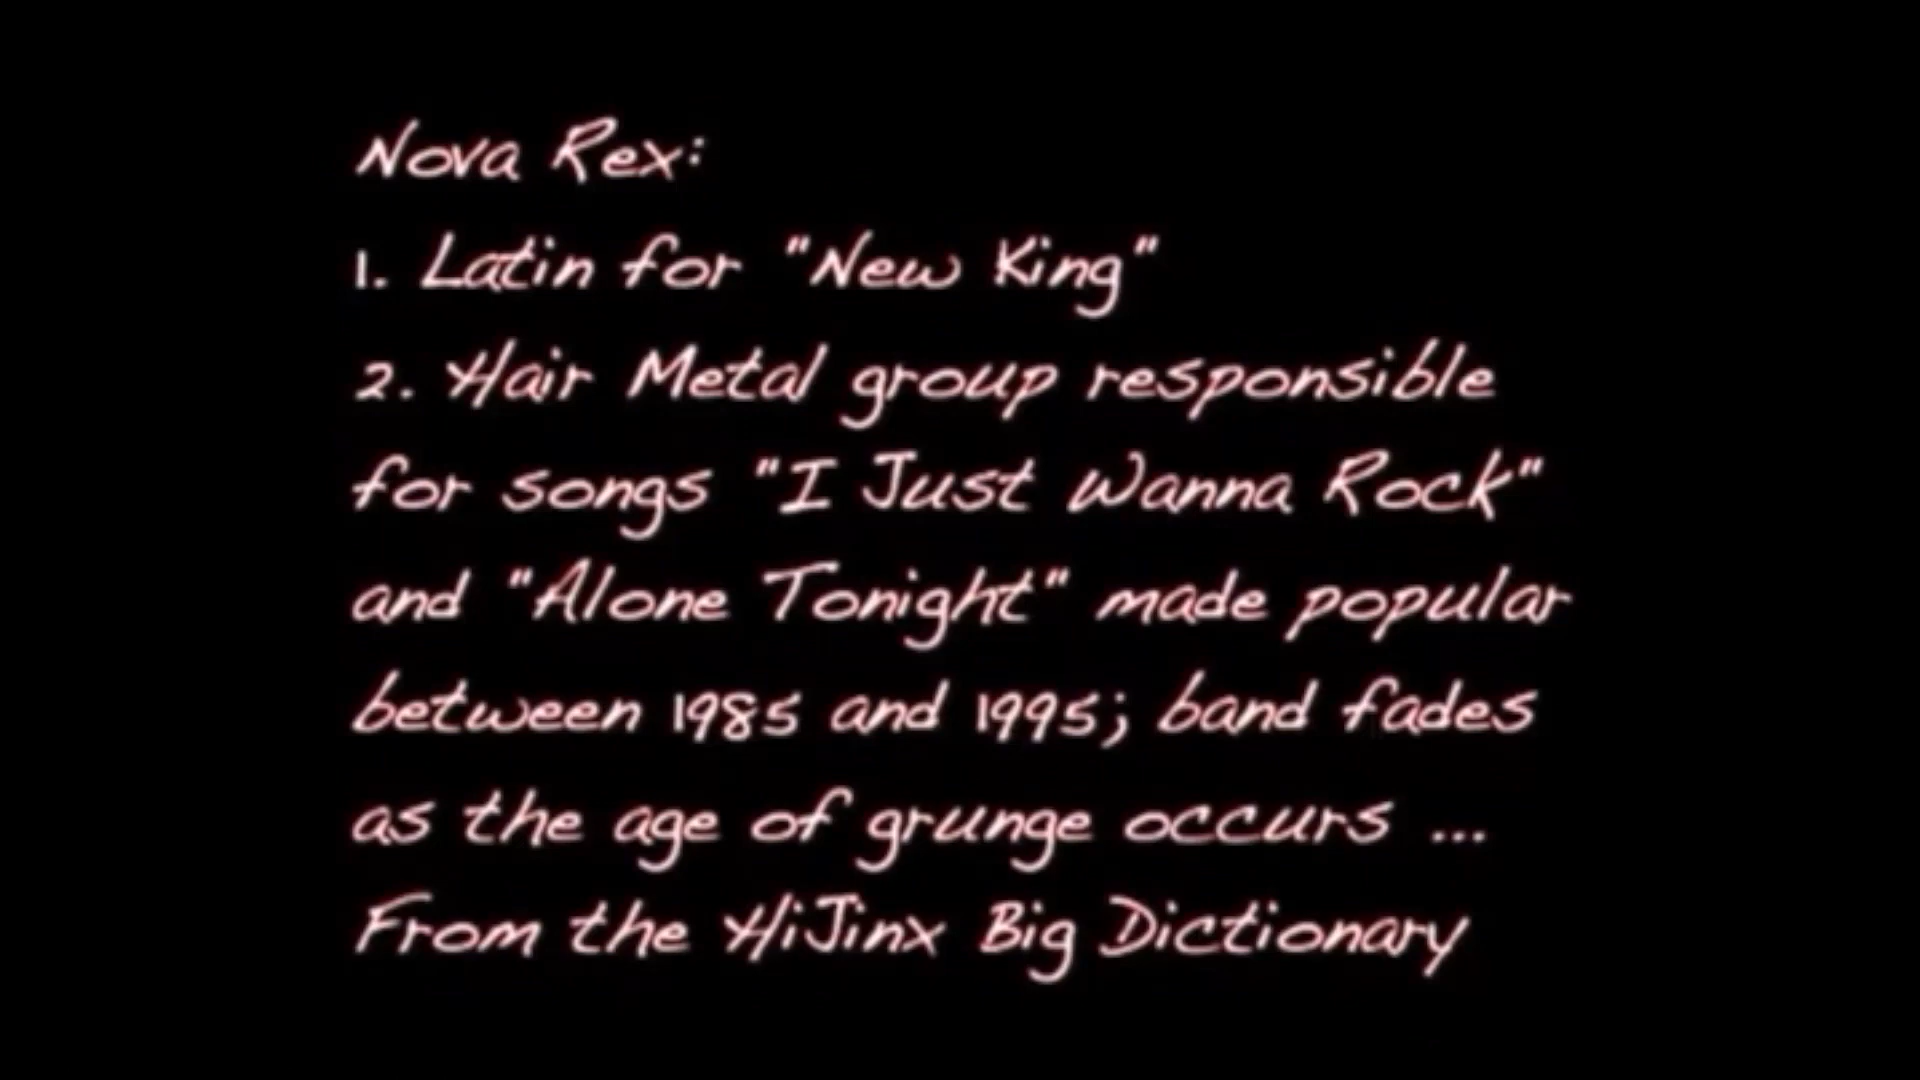 Nova Rex:
1. Latin for "New King"
2. Hair Metal group responsible
for songs "I Just Wanna Rock"
and "Alone Tonight" made popular
between 1985 and 1995; band fades
as the age of grunge occurs ...
From the HiJinx Big Dictionary